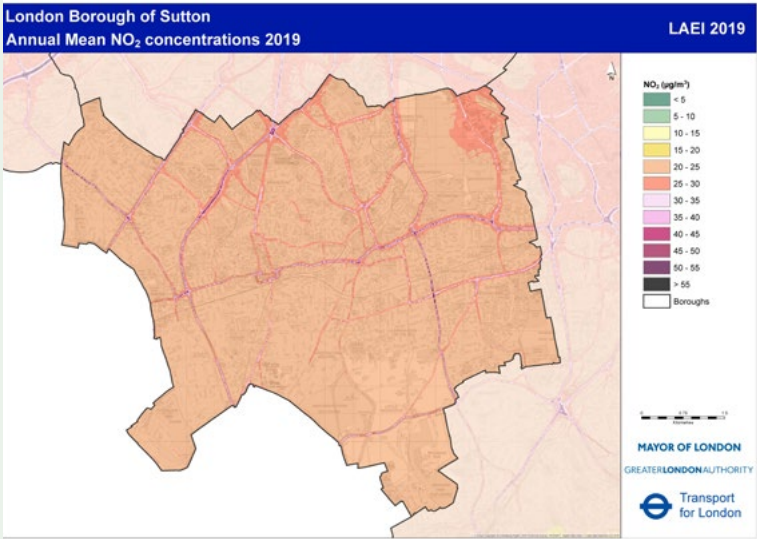 London Borough of Sutton
Annual Mean NO₂ concentrations 2019
LAEI 2019
N
NO₂ (µg/m³)
< 5
5 - 10
10 - 15
15 - 20
20 - 25
25 - 30
30 - 35
35 - 40
40 - 45
45 - 50
50 - 55
> 55
Boroughs
Kilometres
MAYOR OF LONDON
GREATERLONDONAUTHORITY
Transport
for London